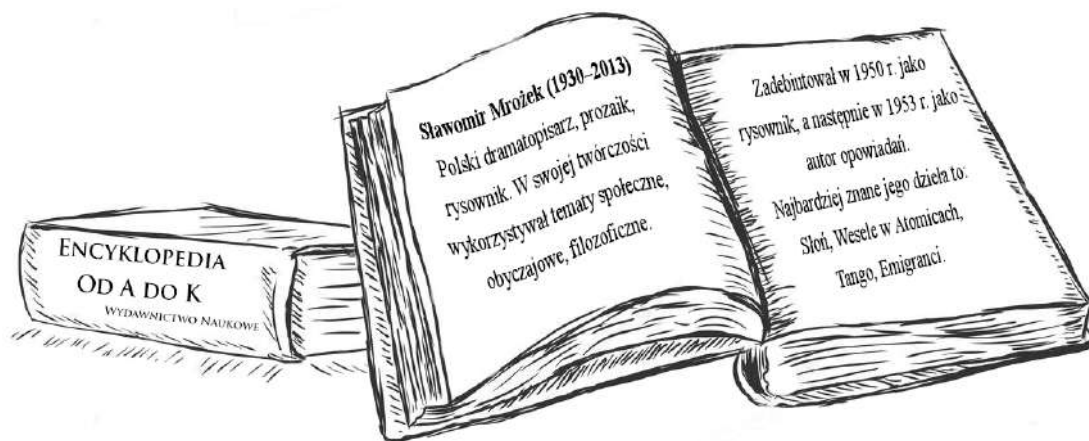 ENCYKLOPEDIA
OD A DO K
WYDAWNICTWO NAUKOWE
Sławomir Mrożek (1930–2013)
Polski dramatopisarz, prozaik,
rysownik. W swojej twórczości
wykorzystywał tematy społeczne,
obyczajowe, filozoficzne.
Zadebiutował w 1950 r. jako
rysownik, a następnie w 1953 r. jako
autor opowiadań.
Najbardziej znane jego dzieła to:
Słoń, Wesele w Atomicach,
Tango, Emigranci.